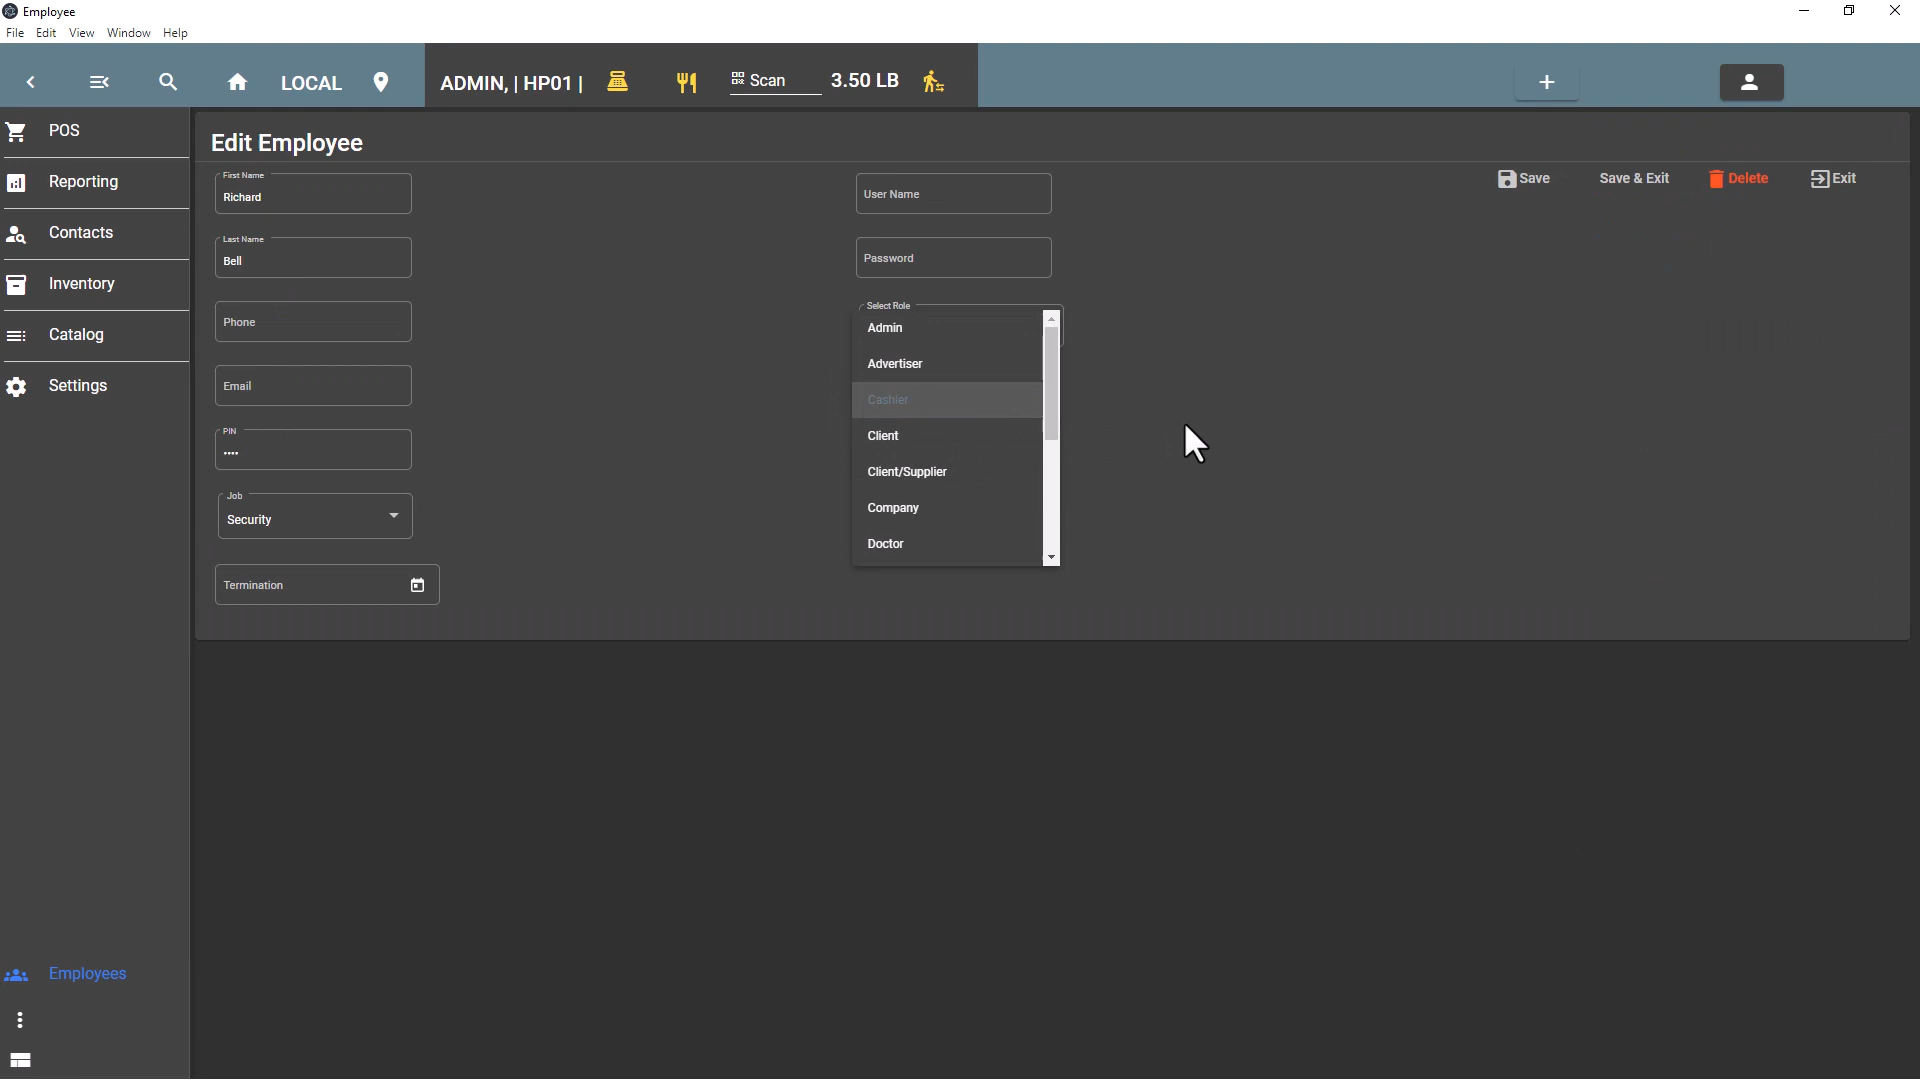 Employee
File Edit View Window Help
LOCAL
ADMIN, | HP01 |
Scan
3.50 LB
POS
Reporting
Contacts
Inventory
Catalog
Settings
Employees
Edit Employee
Save
Save & Exit
Delete
Exit
First Name
Richard
Last Name
Bell
Phone
Email
PIN
Job
Security
Termination
User Name
Password
Select Role
Admin
Advertiser
Cashier
Client
Client/Supplier
Company
Doctor